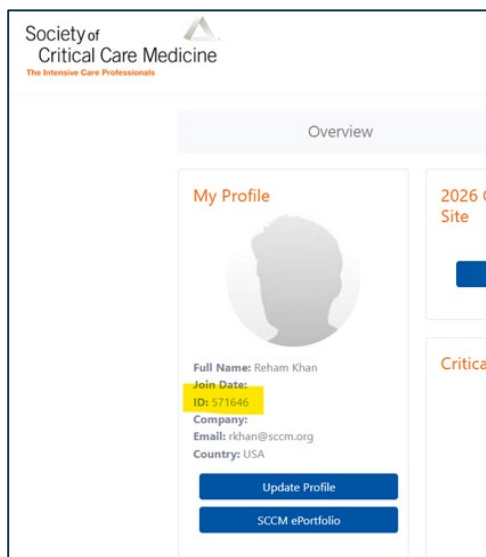 Society of
Critical Care Medicine
The Intensive Care Professionals
Overview
My Profile
Full Name: Reham Khan
Join Date:
ID: 571646
Company:
Email: rkhan@sccm.org
Country: USA
Update Profile
SCCM ePortfolio
2026
Site